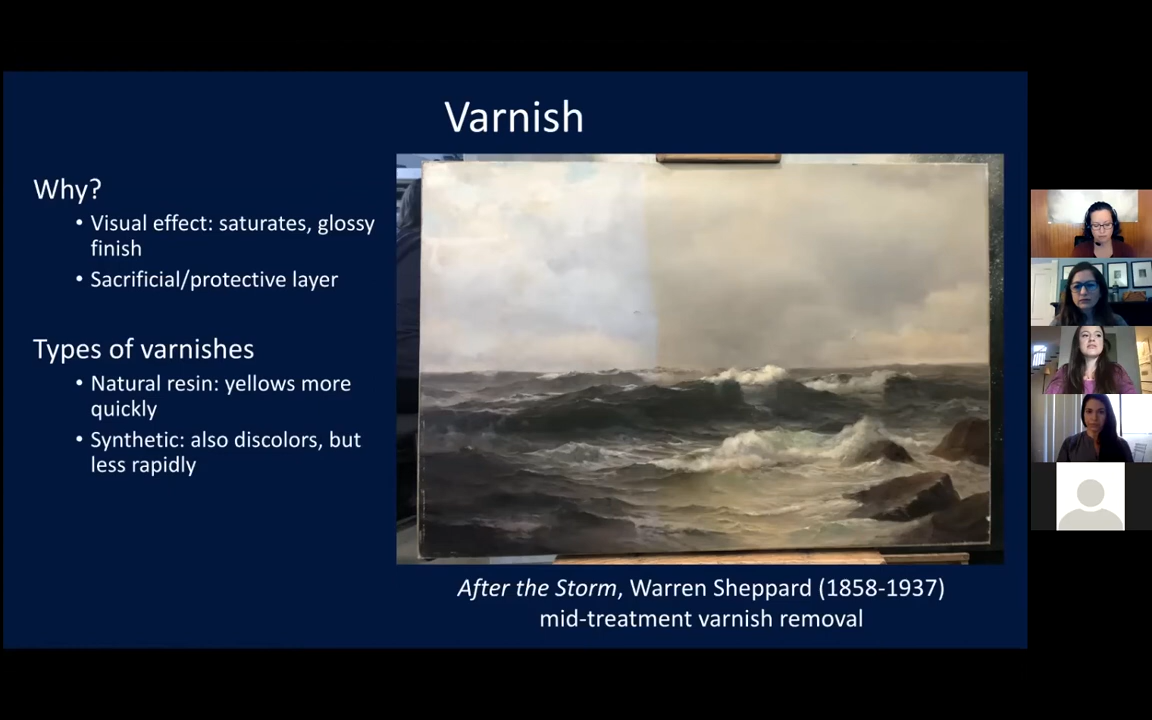 Varnish
Why?
• Visual effect: saturates, glossy
finish
• Sacrificial/protective layer
Types of varnishes
• Natural resin: yellows more
quickly
• Synthetic: also discolors, but
less rapidly
After the Storm, Warren Sheppard (1858-1937)
mid-treatment varnish removal